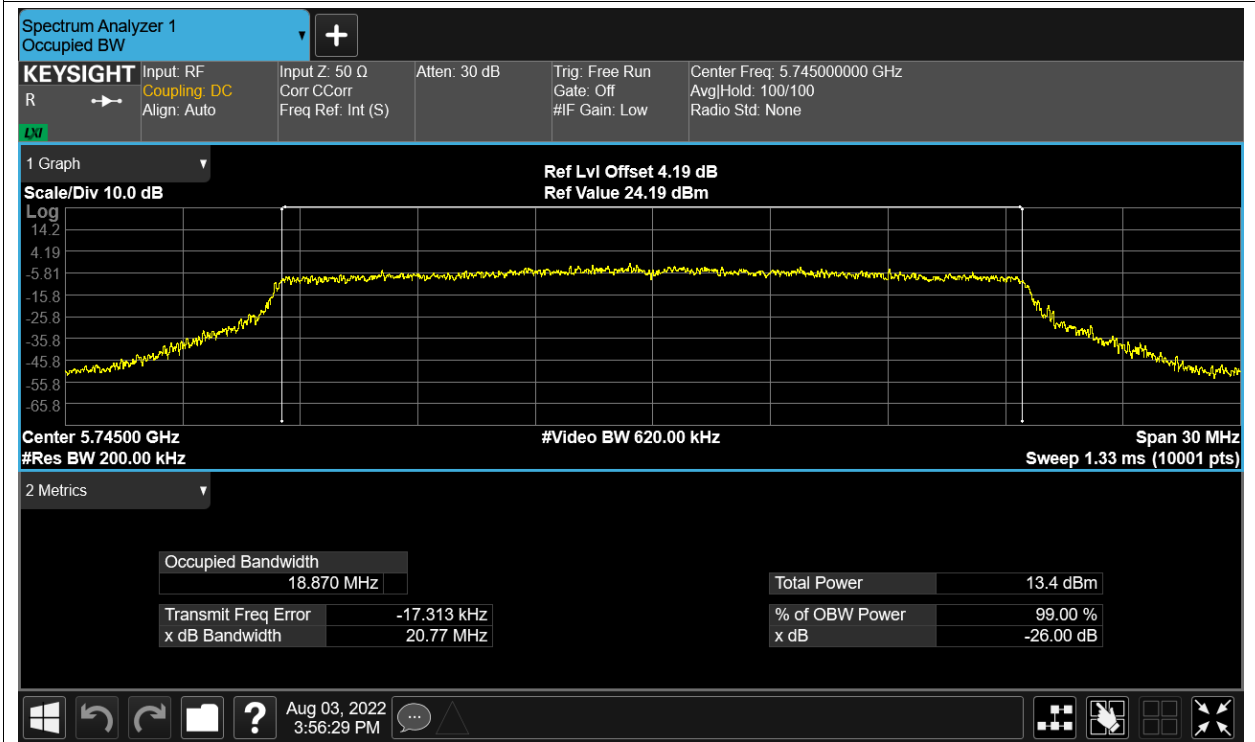 Spectrum Analyzer 1
Occupied BW
KEYSIGHT
R
LXI
Input: RF
Coupling: DC
Align: Auto
Input Z: 50 Ω
Corr CCorr
Freq Ref: Int (S)
Atten: 30 dB
Trig: Free Run
Gate: Off
#IF Gain: Low
Center Freq: 5.745000000 GHz
Avg|Hold: 100/100
Radio Std: None
1 Graph
Scale/Div 10.0 dB
Ref Lvl Offset 4.19 dB
Ref Value 24.19 dBm
Log
14.2
4.19
-5.81
-15.8
-25.8
-35.8
-45.8
-55.8
-65.8
Center 5.74500 GHz
#Res BW 200.00 kHz
#Video BW 620.00 kHz
Span 30 MHz
Sweep 1.33 ms (10001 pts)
2 Metrics
Occupied Bandwidth
18.870 MHz
Transmit Freq Error -17.313 kHz
x dB Bandwidth 20.77 MHz
Total Power 13.4 dBm
% of OBW Power 99.00 %
x dB -26.00 dB
?
Aug 03, 2022
3:56:29 PM